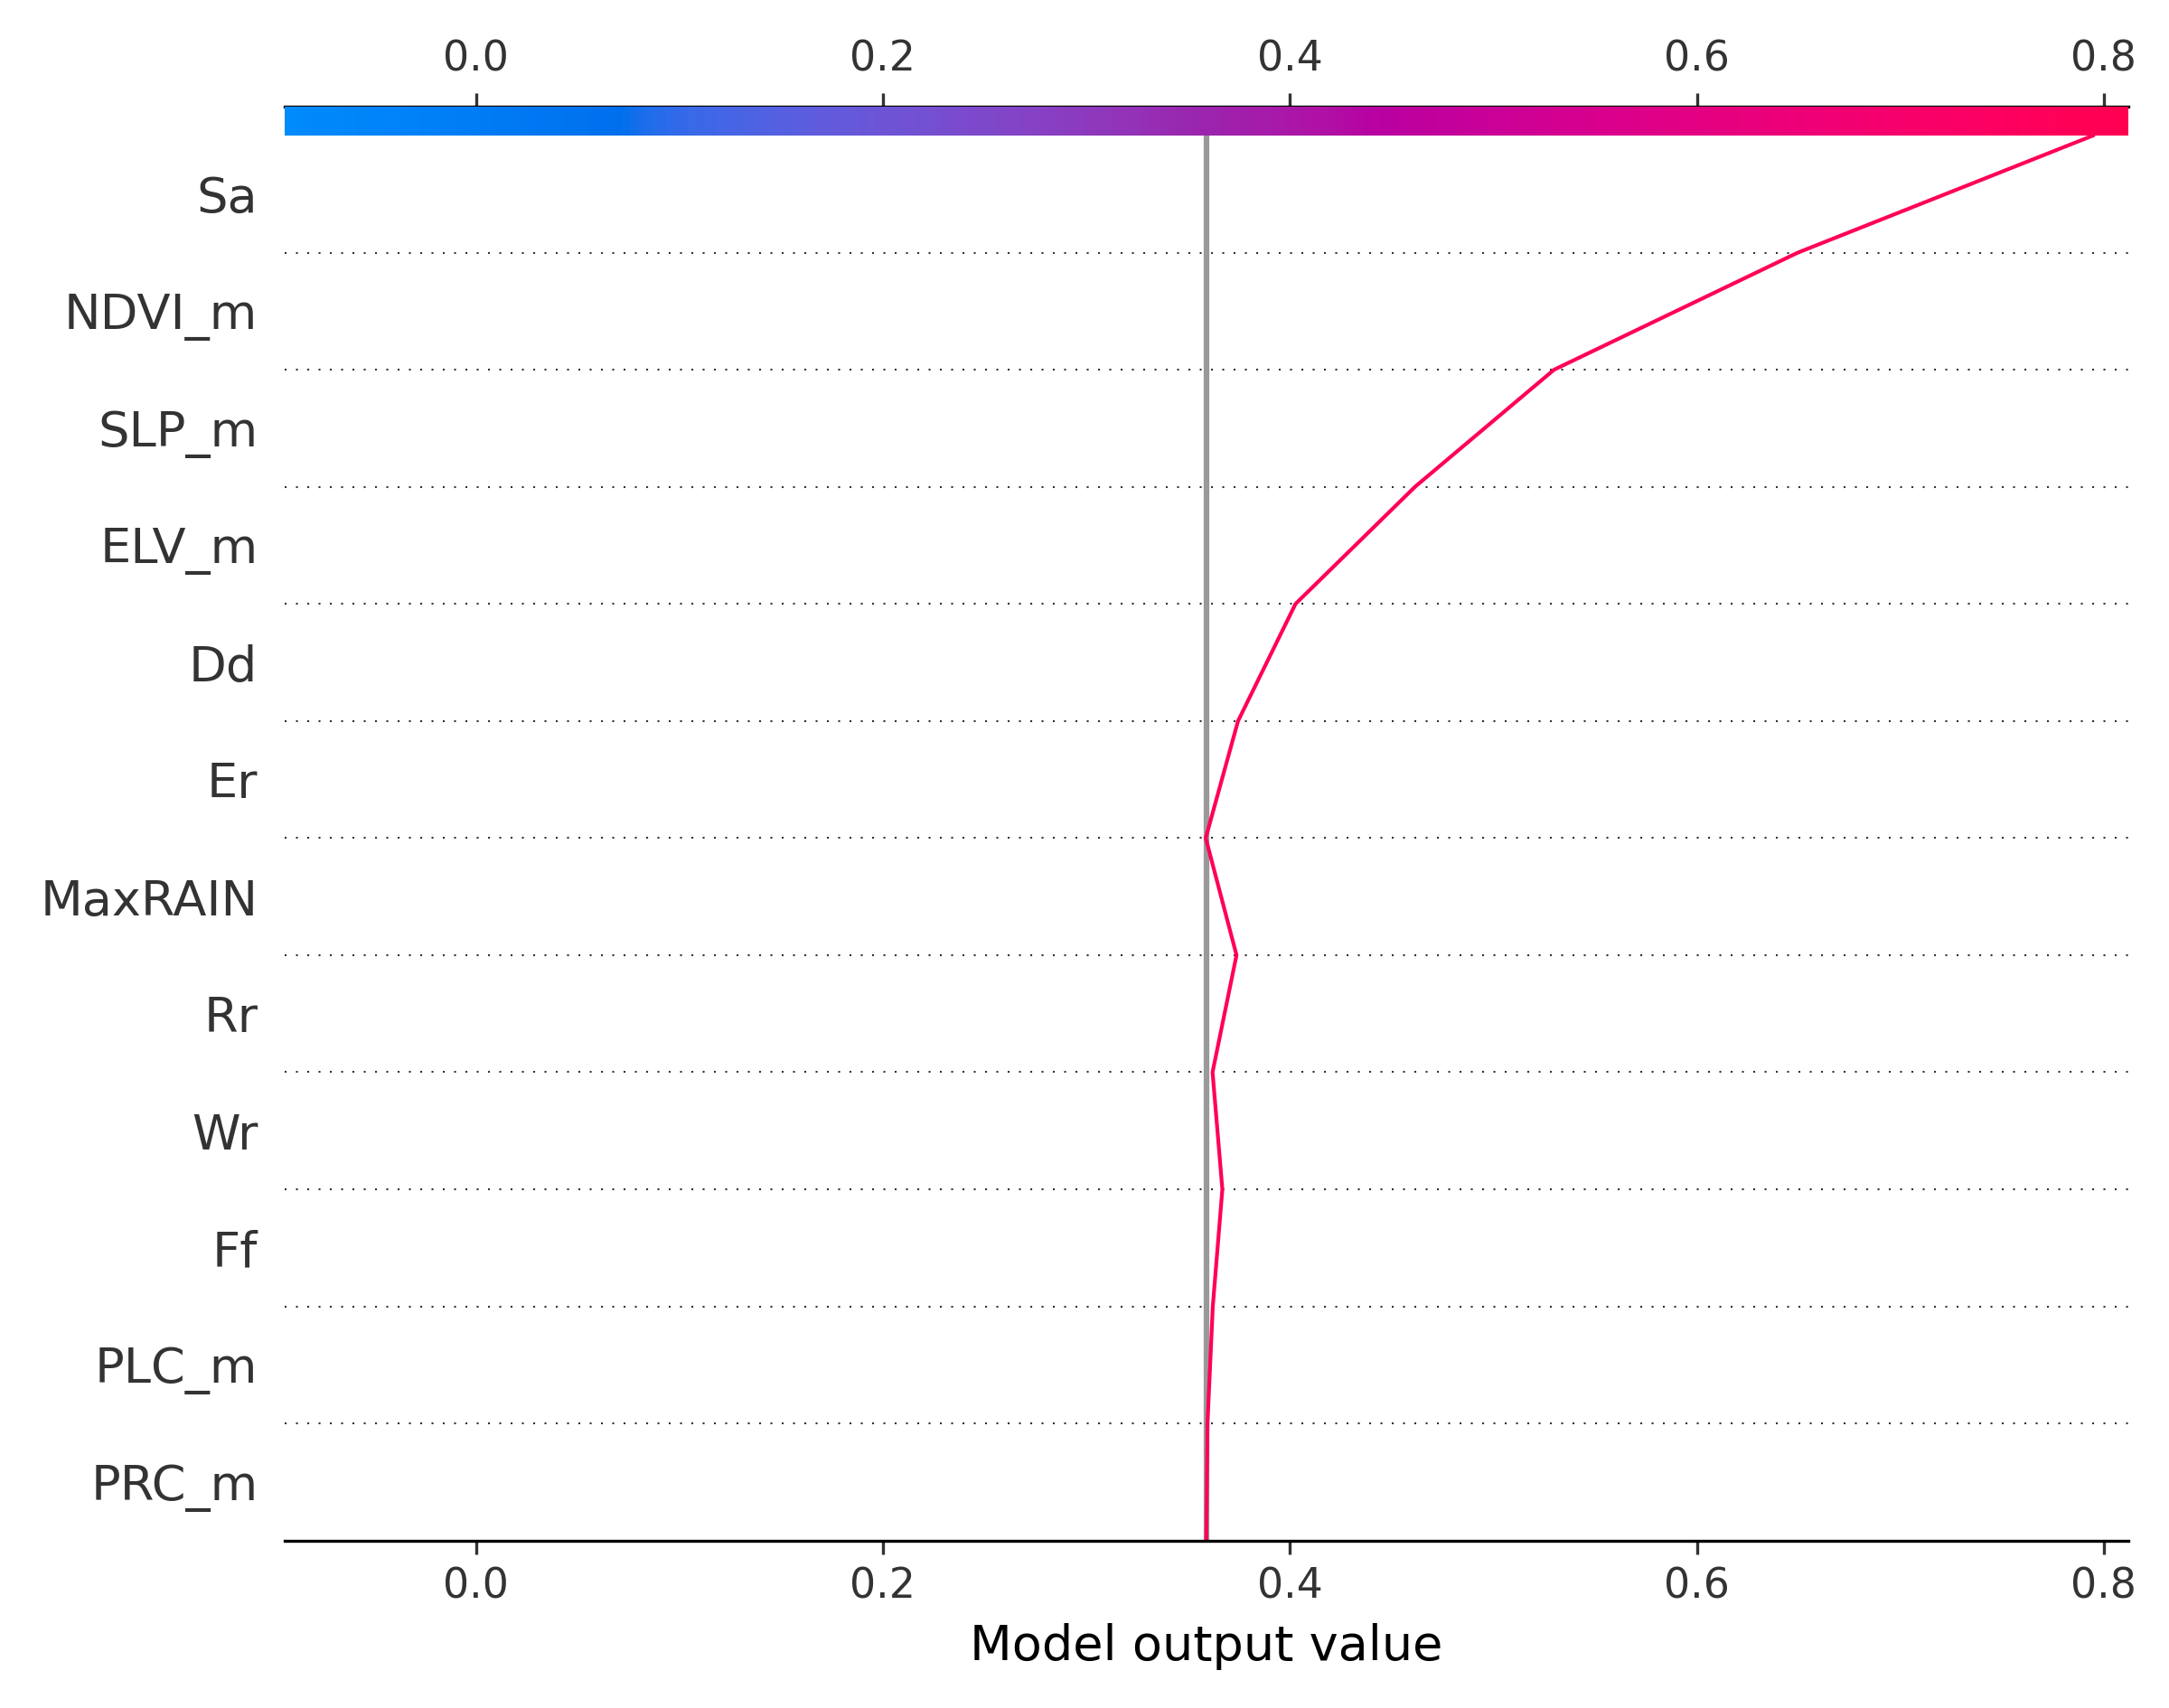 0.0 0.2 0.4 0.6 0.8
Sa
NDVI_m
SLP_m
ELV_m
Dd
Er
MaxRAIN
Rr
Wr
Ff
PLC_m
PRC_m
0.0 0.2 0.4 0.6 0.8
Model output value